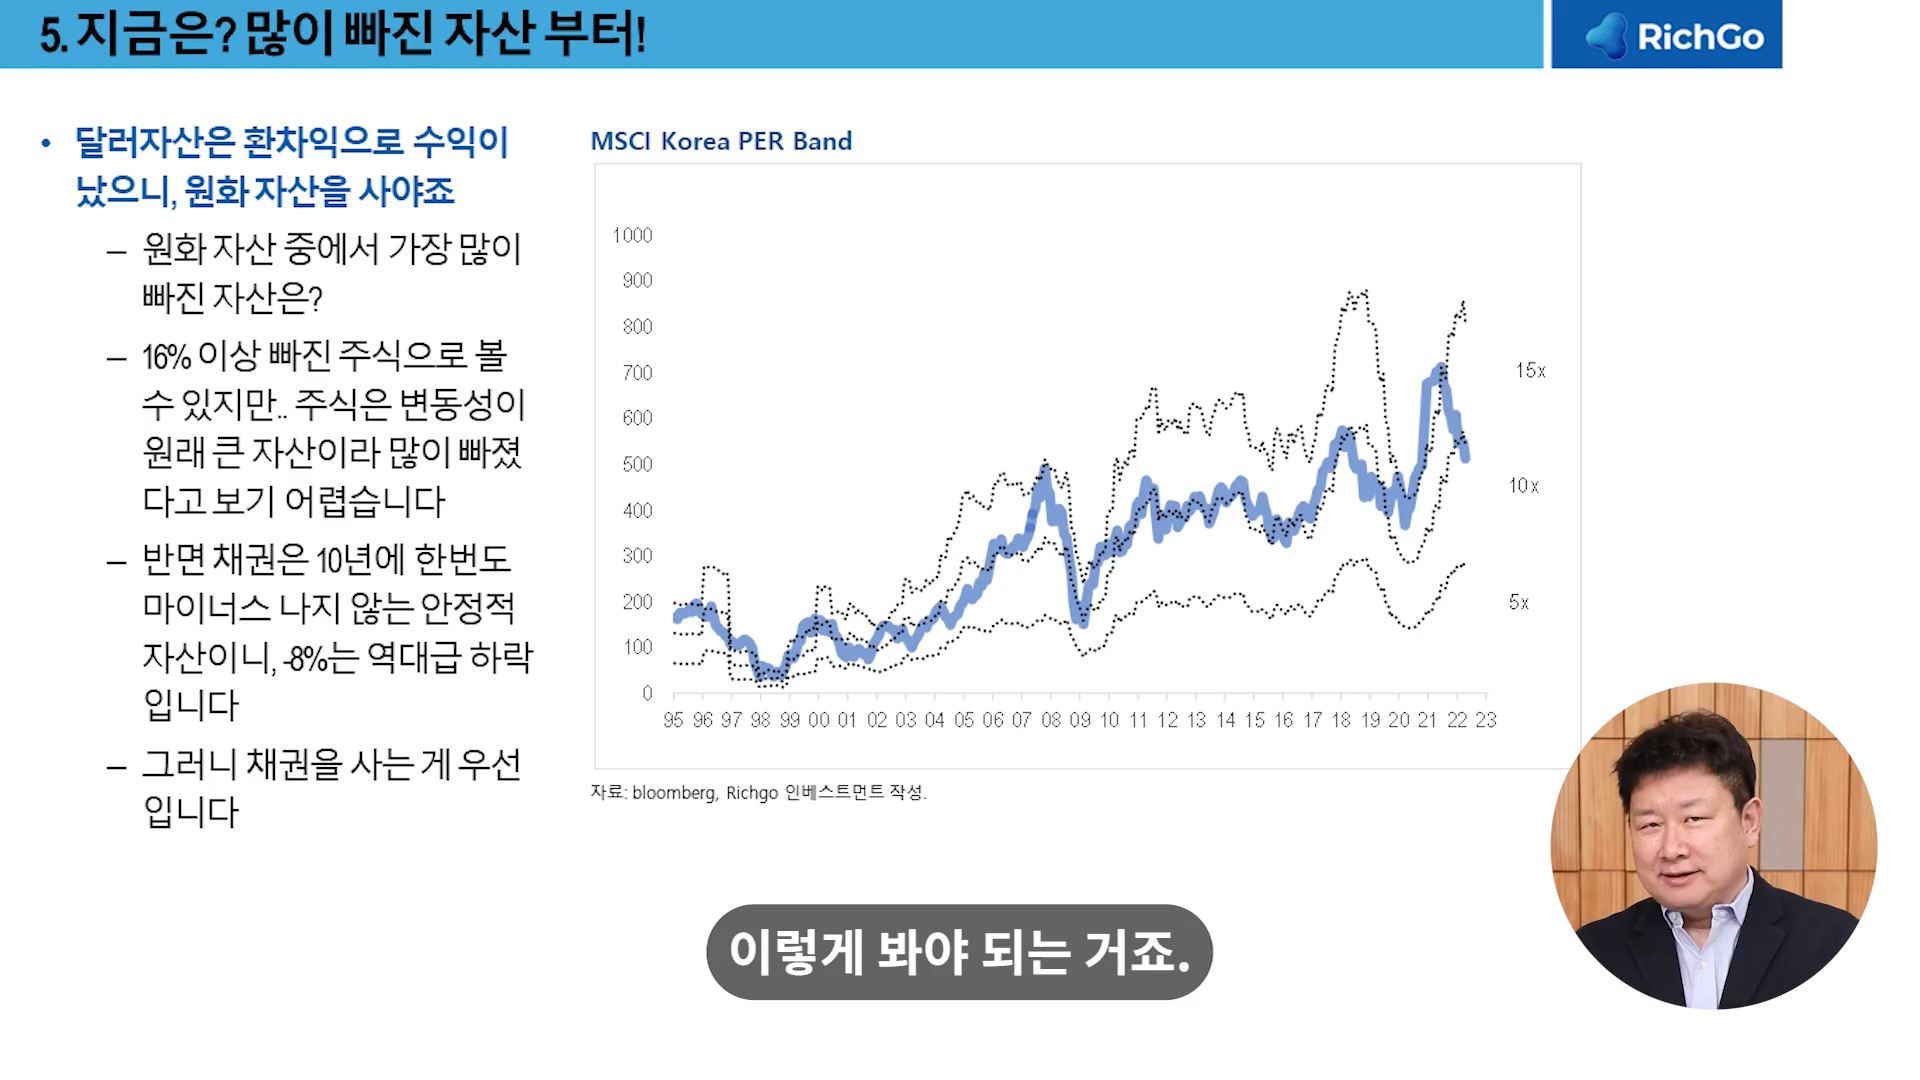 5. 지금은? 많이 빠진 자산 부터!
RichGo
• 달러자산은 환차익으로 수익이
났으니, 원화 자산을 사야죠
– 원화 자산 중에서 가장 많이
빠진 자산은?
– 16% 이상 빠진 주식으로 볼
수 있지만.. 주식은 변동성이
원래 큰 자산이라 많이 빠졌
다고 보기 어렵습니다
– 반면 채권은 10년에 한번도
마이너스 나지 않는 안정적
자산이니, -8%는 역대급 하락
입니다
– 그러니 채권을 사는 게 우선
입니다
MSCI Korea PER Band
1000
900
800
700
600
500
400
300
200
100
0
15x
10x
5x
95 96 97 98 99 00 01 02 03 04 05 06 07 08 09 10 11 12 13 14 15 16 17 18 19 20 21 22 23
자료: bloomberg, Richgo 인베스트먼트 작성.
이렇게 봐야 되는 거죠.